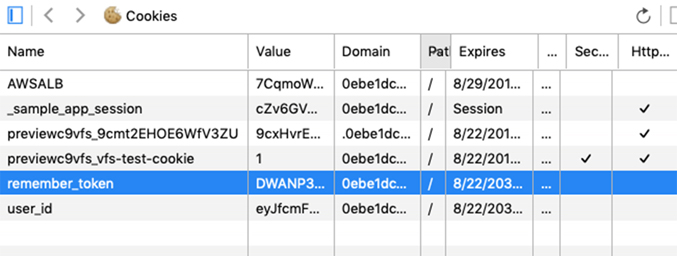 Cookies
Name Value Domain Pat Expires ... Sec... Http...
AWSALB 7CqmoW... 0ebe1dc... / 8/29/201... ...
_sample_app_session cZv6GV... 0ebe1dc... / Session ... ✓
previewc9vfs_9cmt2EHOE6WfV3ZU 9cxHvrE... .0ebe1dc... / 8/22/201... ... ✓
previewc9vfs_vfs-test-cookie 1 0ebe1dc... / 8/22/201... ... ✓ ✓
remember_token DWANP3... 0ebe1dc... / 8/22/203... ...
user_id eyJfcmF... 0ebe1dc... / 8/22/203... ...